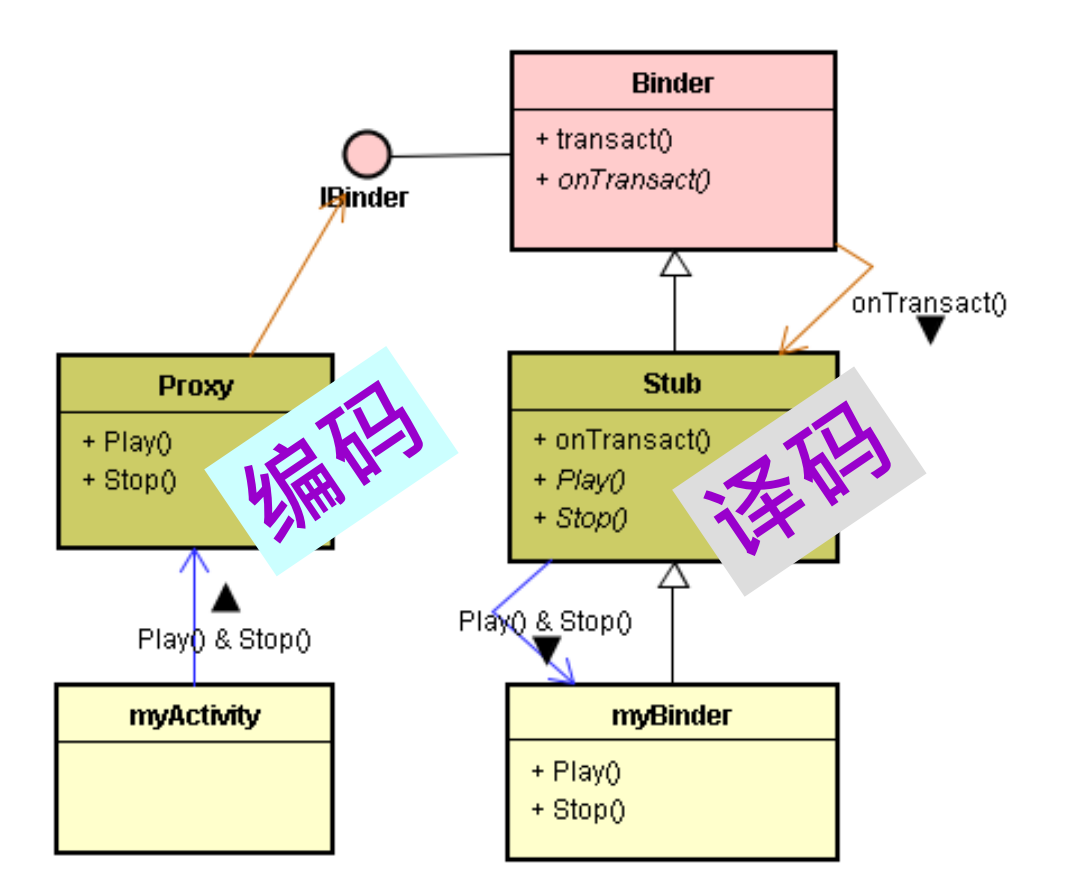 Binder
+ transact()
+ onTransact()
IBinder
onTransact()
Proxy
+ Play()
+ Stop()
编码
Stub
+ onTransact()
+ Play()
+ Stop()
译码
Play() & Stop()
Play() & Stop()
myActivity
myBinder
+ Play()
+ Stop()